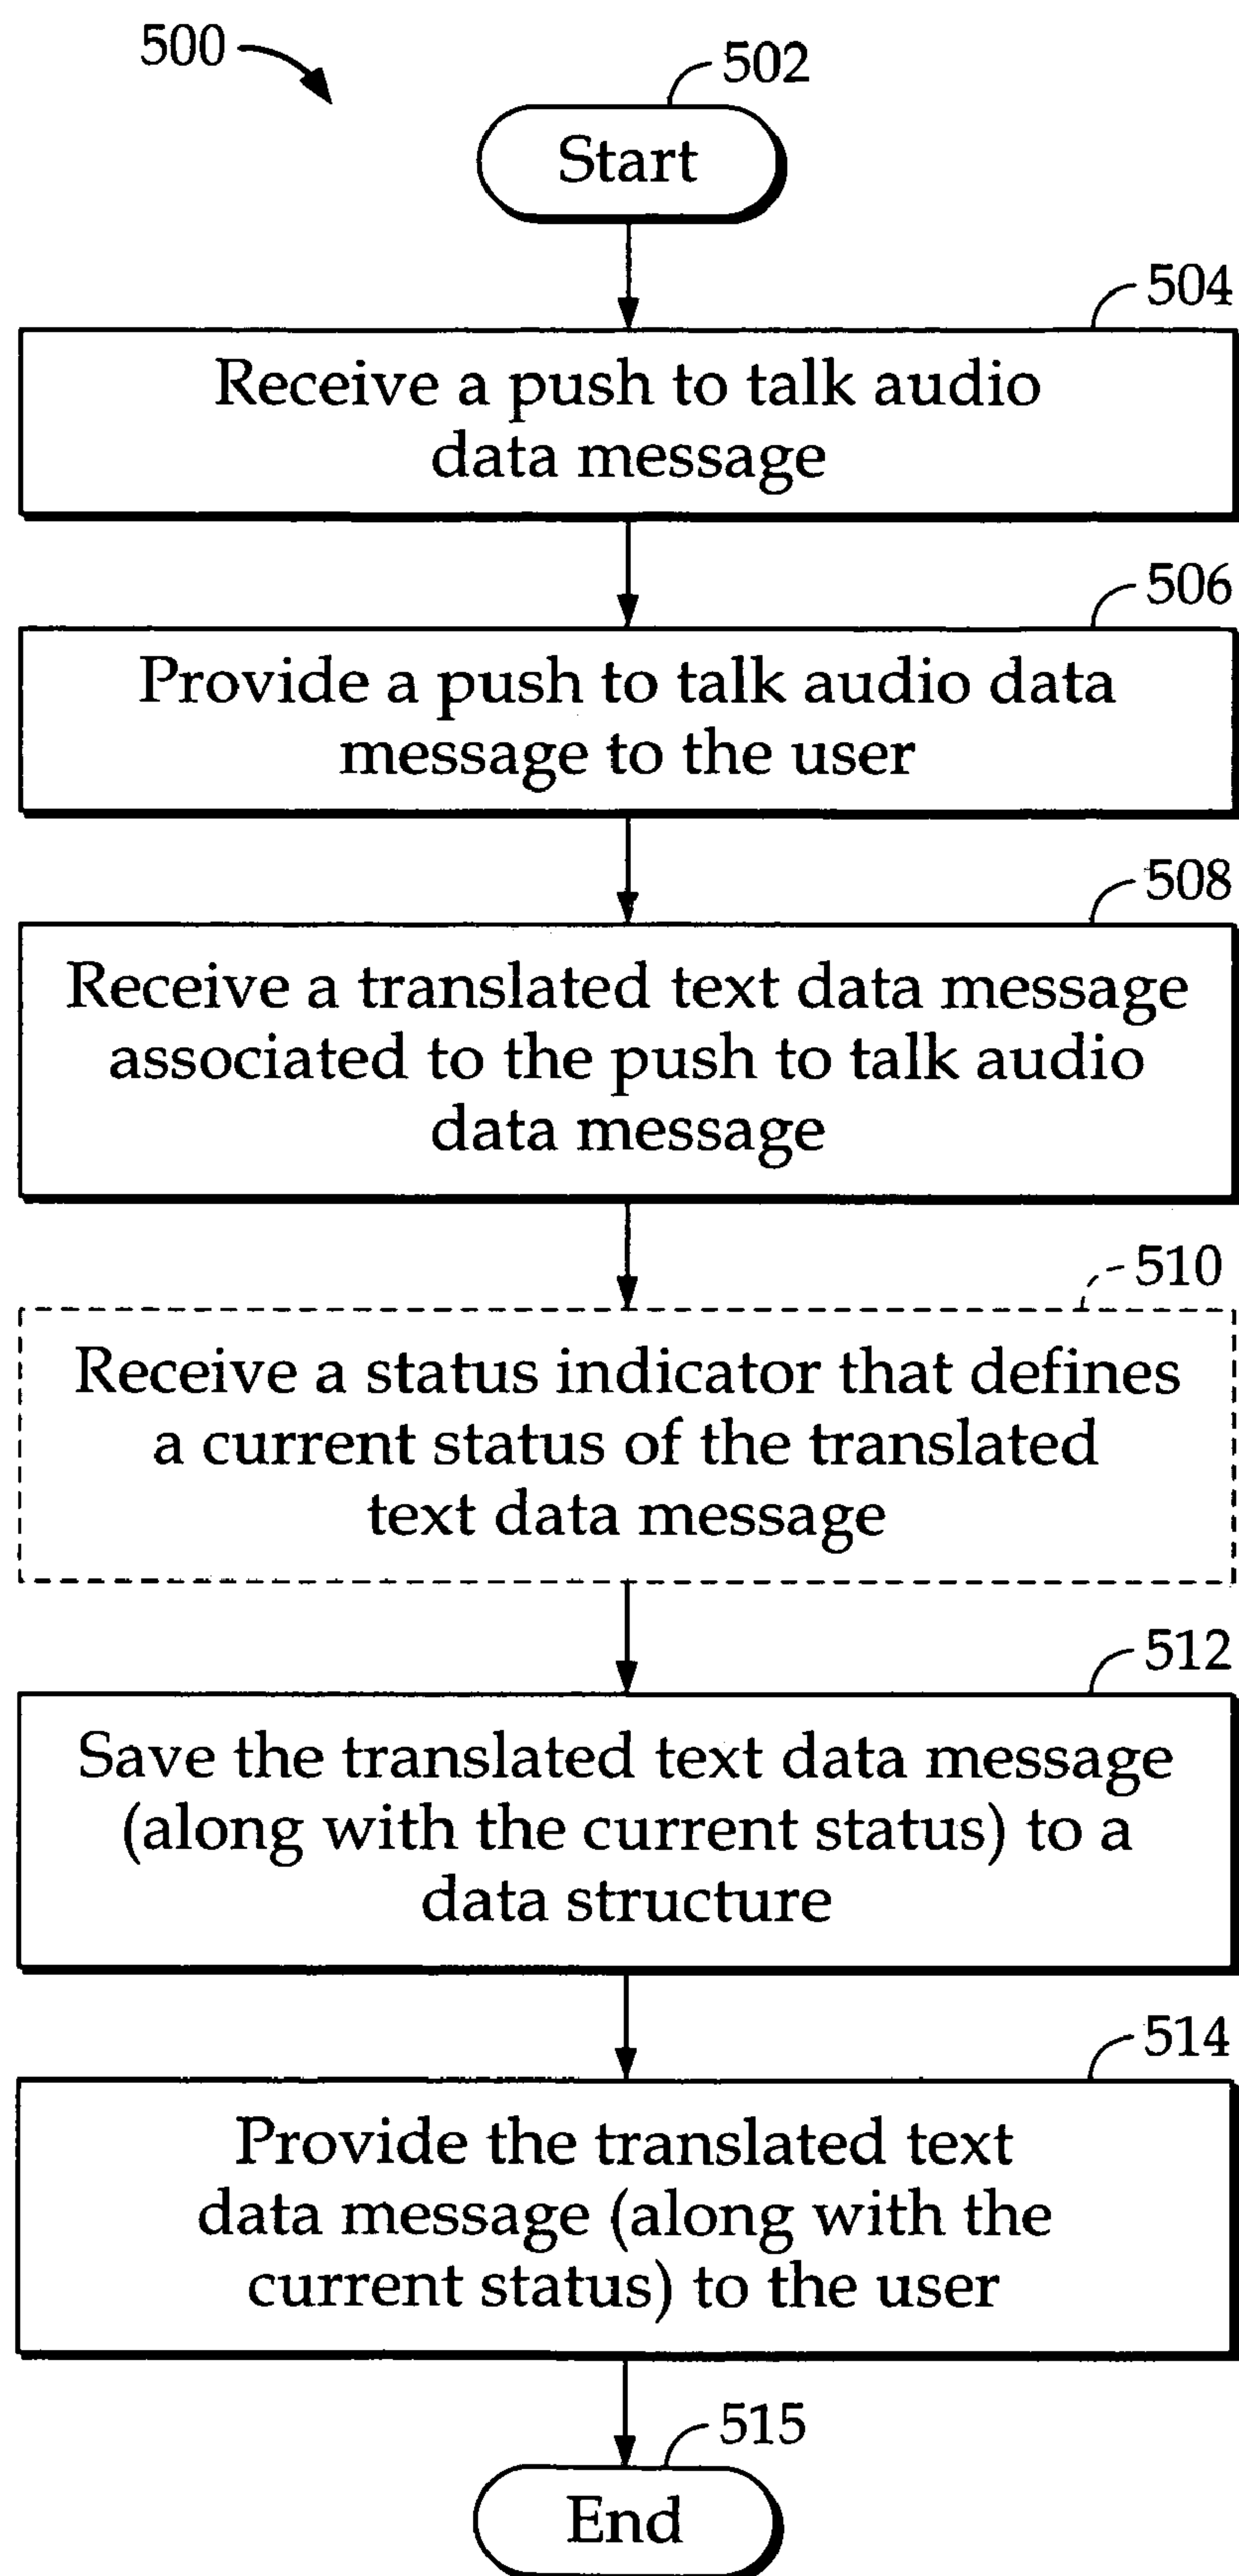 500
502
Start
504
Receive a push to talk audio
data message
506
Provide a push to talk audio data
message to the user
508
Receive a translated text data message
associated to the push to talk audio
data message
510
Receive a status indicator that defines
a current status of the translated
text data message
512
Save the translated text data message
(along with the current status) to a
data structure
514
Provide the translated text
data message (along with the
current status) to the user
515
End